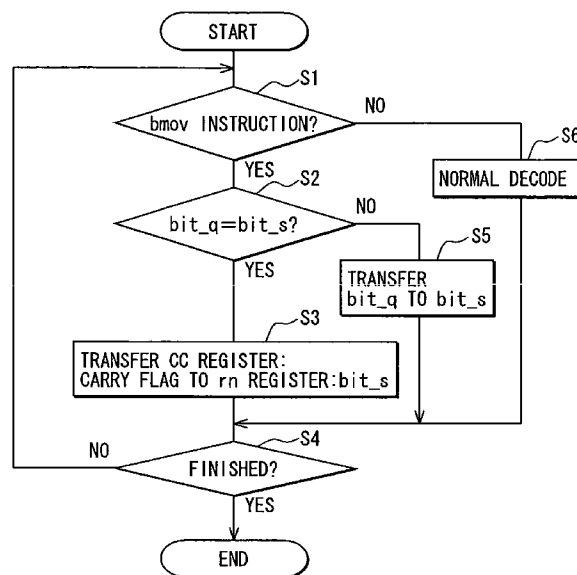 START
S1
bmov INSTRUCTION?
NO
YES
S6
NORMAL DECODE
S2
bit_q=bit_s?
NO
YES
S5
TRANSFER
bit_q TO bit_s
S3
TRANSFER CC REGISTER:
CARRY FLAG TO rn REGISTER:bit_s
S4
FINISHED?
NO
YES
END